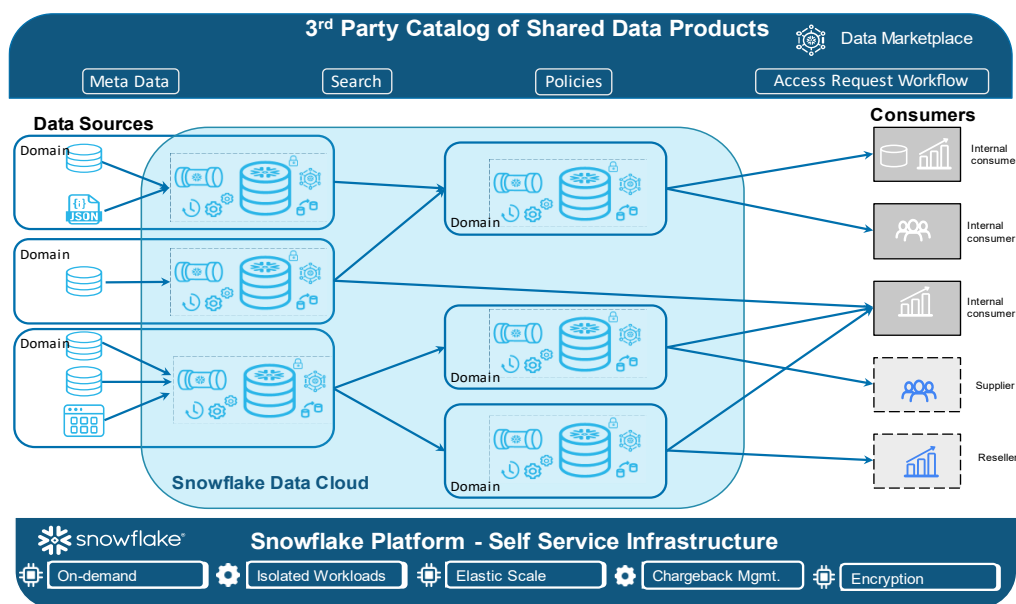 3rd Party Catalog of Shared Data Products
Data Marketplace
Meta Data
Search
Policies
Access Request Workflow
Data Sources
Consumers
Domain
{i}
JSON
Domain
Domain
Domain
Domain
Domain
Snowflake Data Cloud
Internal
consume
Internal
consumer
Internal
consumer
Supplier
Reseller
snowflake®
Snowflake Platform - Self Service Infrastructure
On-demand
Isolated Workloads
Elastic Scale
Chargeback Mgmt.
Encryption